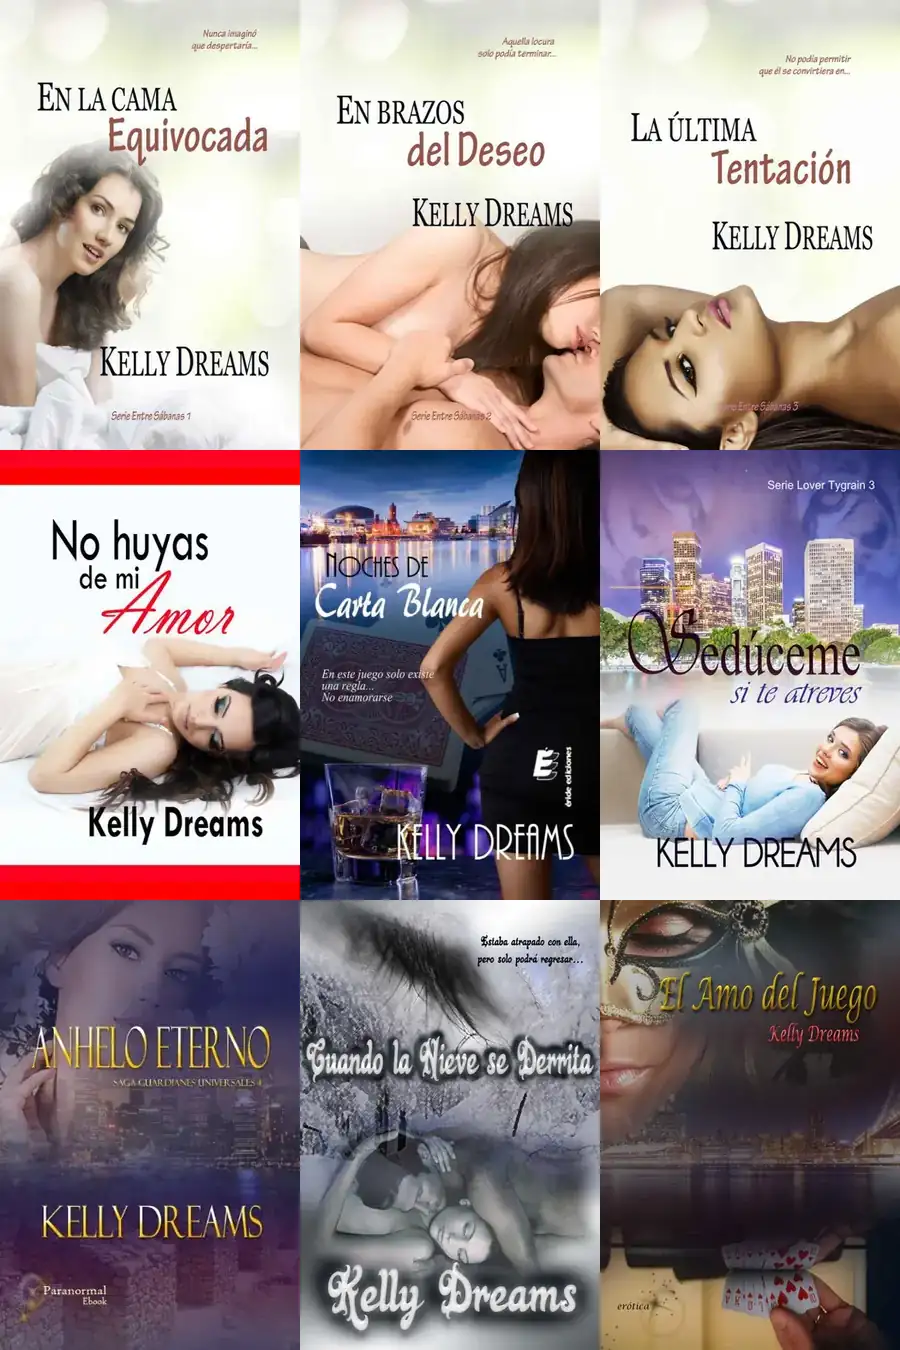 Nunca imaginó
que despertaría...
EN LA CAMA
Equivocada
KELLY DREAMS
Serie Entre Sábanas 1
Aquella locura
solo podía terminar...
EN BRAZOS
del Deseo
KELLY DREAMS
Serie Entre Sábanas 2
No podía permitir
que él se convirtiera en...
LA ÚLTIMA
Tentación
KELLY DREAMS
Serie Entre Sábanas 3
No huyas
de mi
Amor
Kelly Dreams
NOCHES DE
Carta Blanca
En este juego solo existe
una regla...
No enamorarse
éride ediciones
KELLY DREAMS
Serie Lover Tygrain 3
Sedúceme
si te atreves
KELLY DREAMS
ANHELO ETERNO
SAGA GUARDIANES UNIVERSALES 4
KELLY DREAMS
Paranormal
Ebook
Estaba atrapado con ella,
pero solo podrá regresar...
Cuando la Nieve se Derrita
Kelly Dreams
El Amo del Juego
Kelly Dreams
erótica